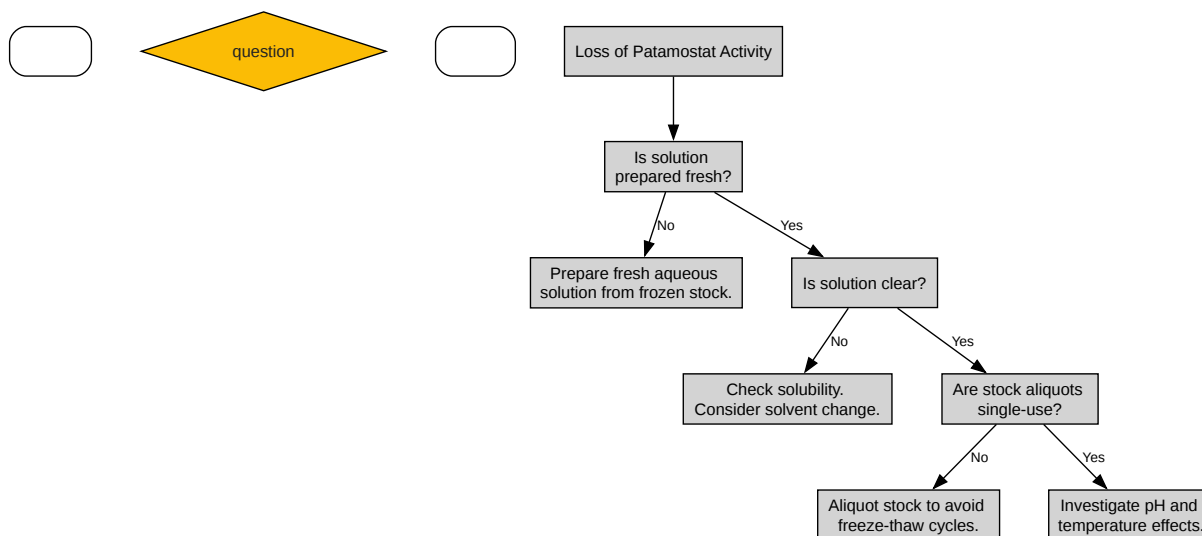 question
Loss of Patamostat Activity
Is solution
prepared fresh?
No
Yes
Prepare fresh aqueous
solution from frozen stock.
Is solution clear?
No
Yes
Check solubility.
Consider solvent change.
Are stock aliquots
single-use?
No
Yes
Aliquot stock to avoid
freeze-thaw cycles.
Investigate pH and
temperature effects.